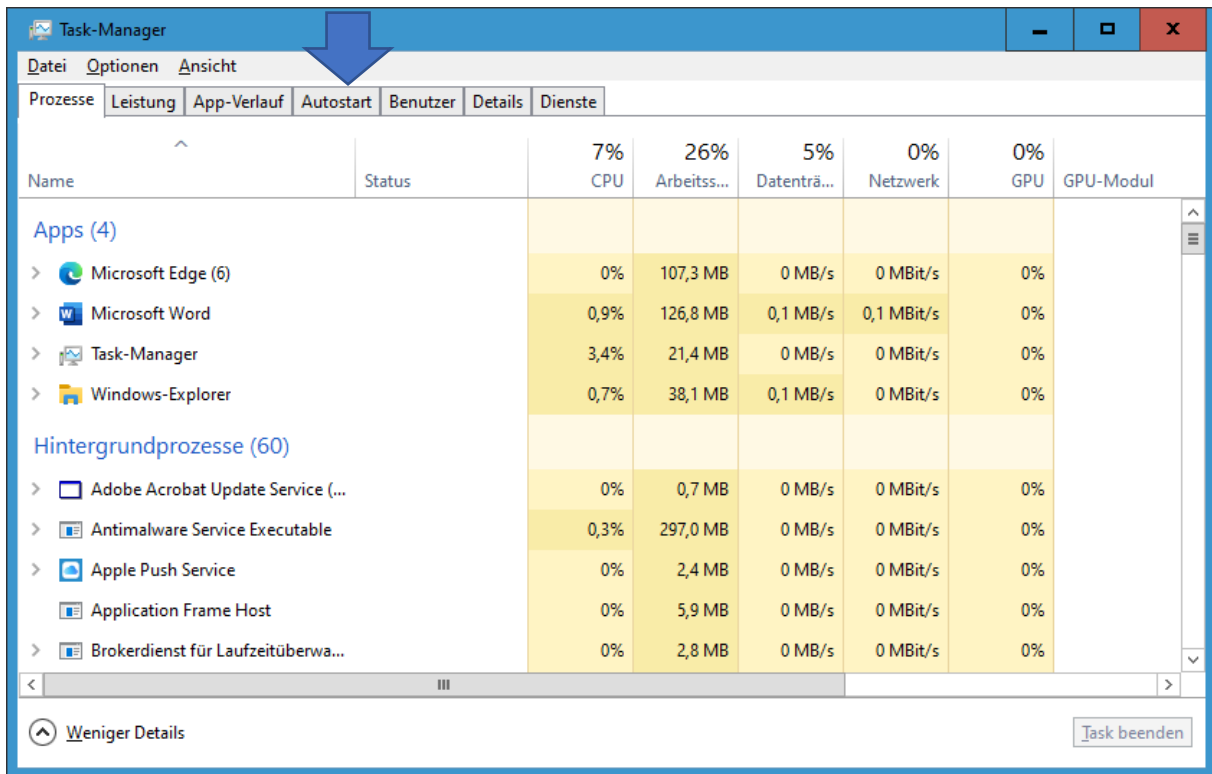 Task-Manager
Datei Optionen Ansicht
Prozesse Leistung App-Verlauf Autostart Benutzer Details Dienste
7% 26% 5% 0% 0%
Name Status CPU Arbeitss... Datenträ... Netzwerk GPU GPU-Modul
Apps (4)
Microsoft Edge (6) 0% 107,3 MB 0 MB/s 0 MBit/s 0%
Microsoft Word 0,9% 126,8 MB 0,1 MB/s 0,1 MBit/s 0%
Task-Manager 3,4% 21,4 MB 0 MB/s 0 MBit/s 0%
Windows-Explorer 0,7% 38,1 MB 0,1 MB/s 0 MBit/s 0%
Hintergrundprozesse (60)
Adobe Acrobat Update Service (... 0% 0,7 MB 0 MB/s 0 MBit/s 0%
Antimalware Service Executable 0,3% 297,0 MB 0 MB/s 0 MBit/s 0%
Apple Push Service 0% 2,4 MB 0 MB/s 0 MBit/s 0%
Application Frame Host 0% 5,9 MB 0 MB/s 0 MBit/s 0%
Brokerdienst für Laufzeitüberwa... 0% 2,8 MB 0 MB/s 0 MBit/s 0%
Weniger Details Task beenden